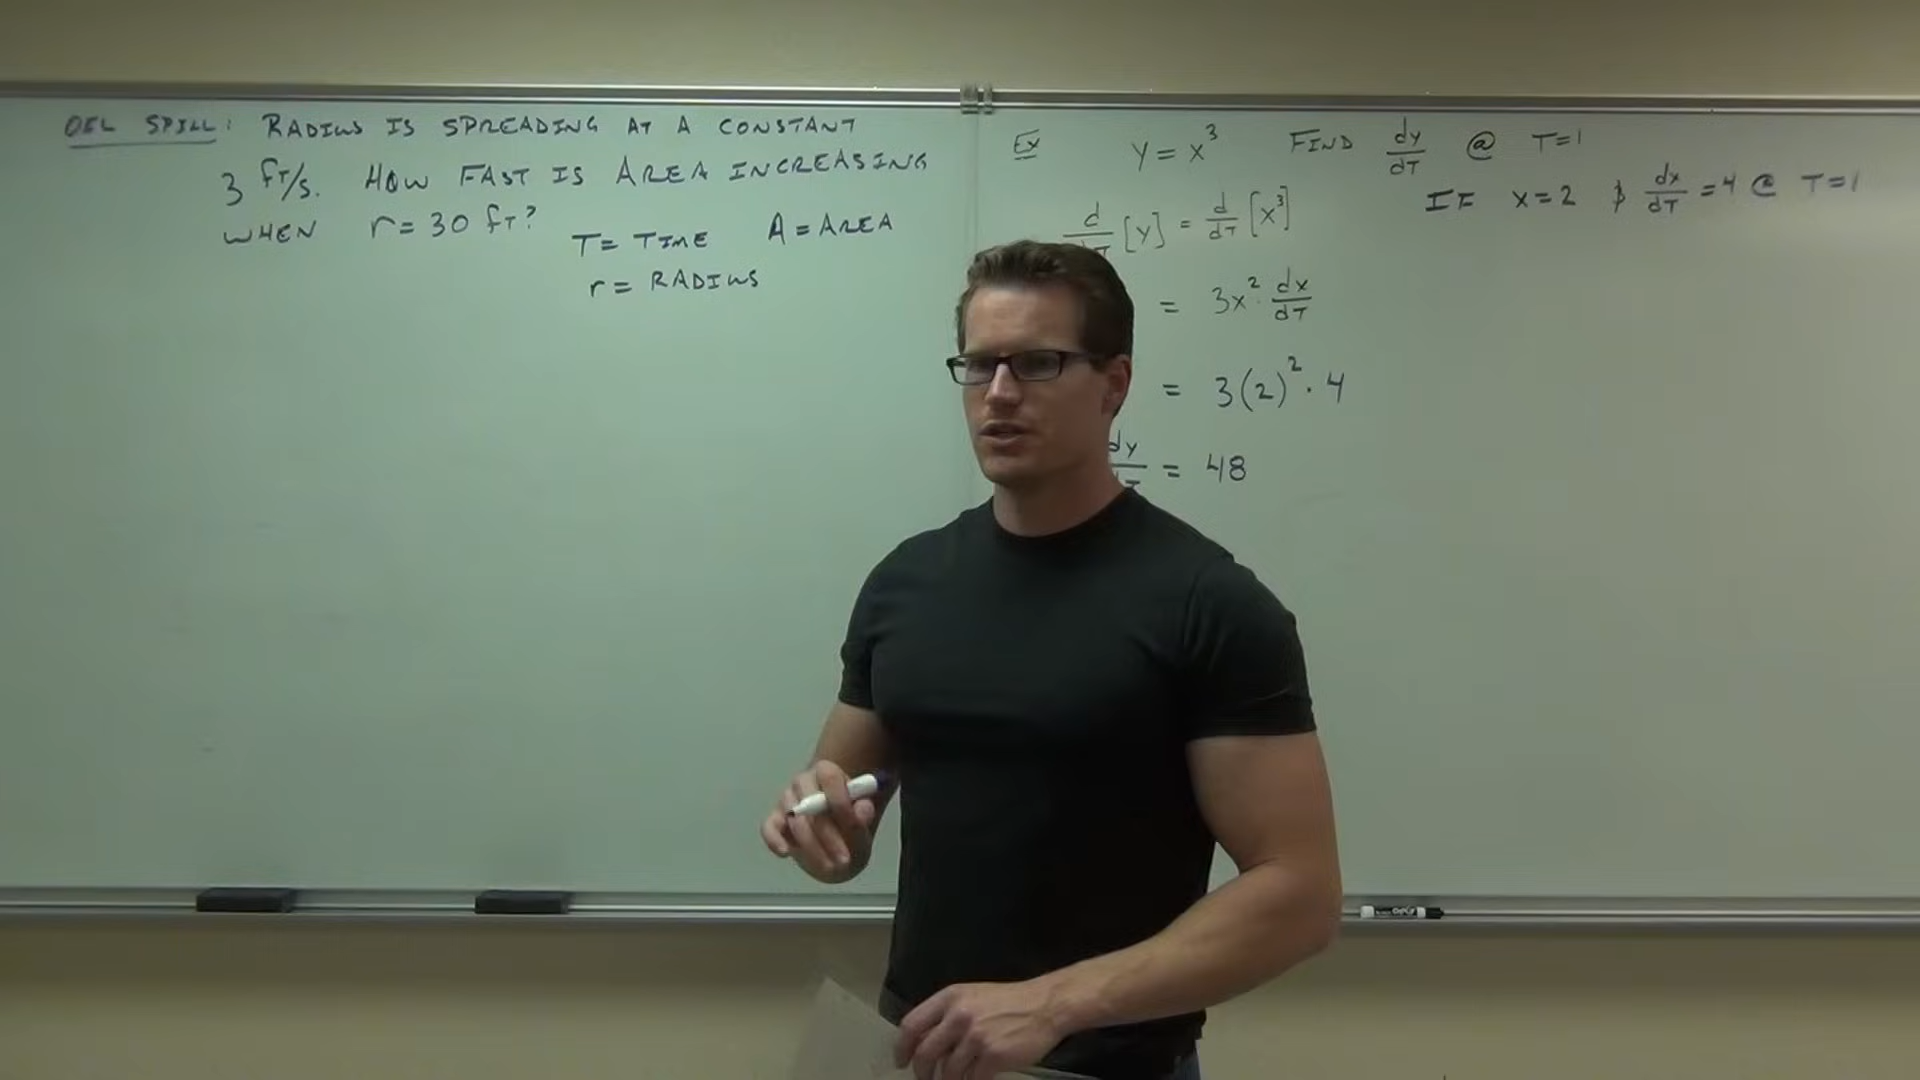 OIL SPILL: RADIUS IS SPREADING AT A CONSTANT
3 FT/S. HOW FAST IS AREA INCREASING
WHEN r = 30 FT?
T = TIME A = AREA
r = RADIUS
Ex y = x³ FIND dy/dT @ T=1
IF x = 2 & dx/dT = 4 @ T=1
d/dT [y] = d/dT [x³]
= 3x² · dx/dT
= 3(2)² · 4
dy/dT = 48
EXPO